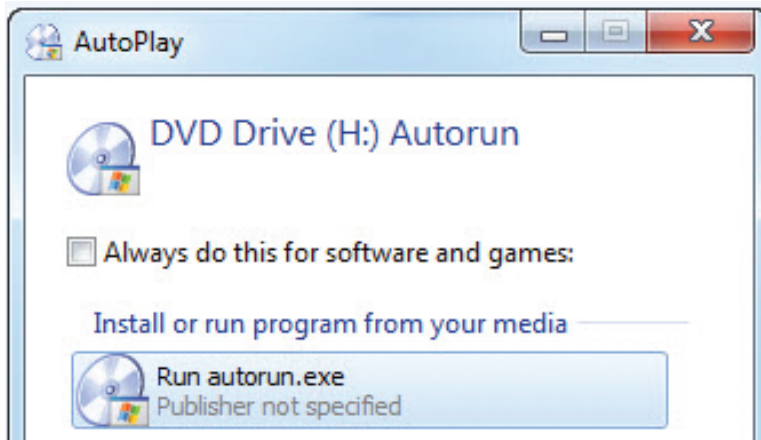 AutoPlay
DVD Drive (H:) Autorun
Always do this for software and games:
Install or run program from your media
Run autorun.exe
Publisher not specified